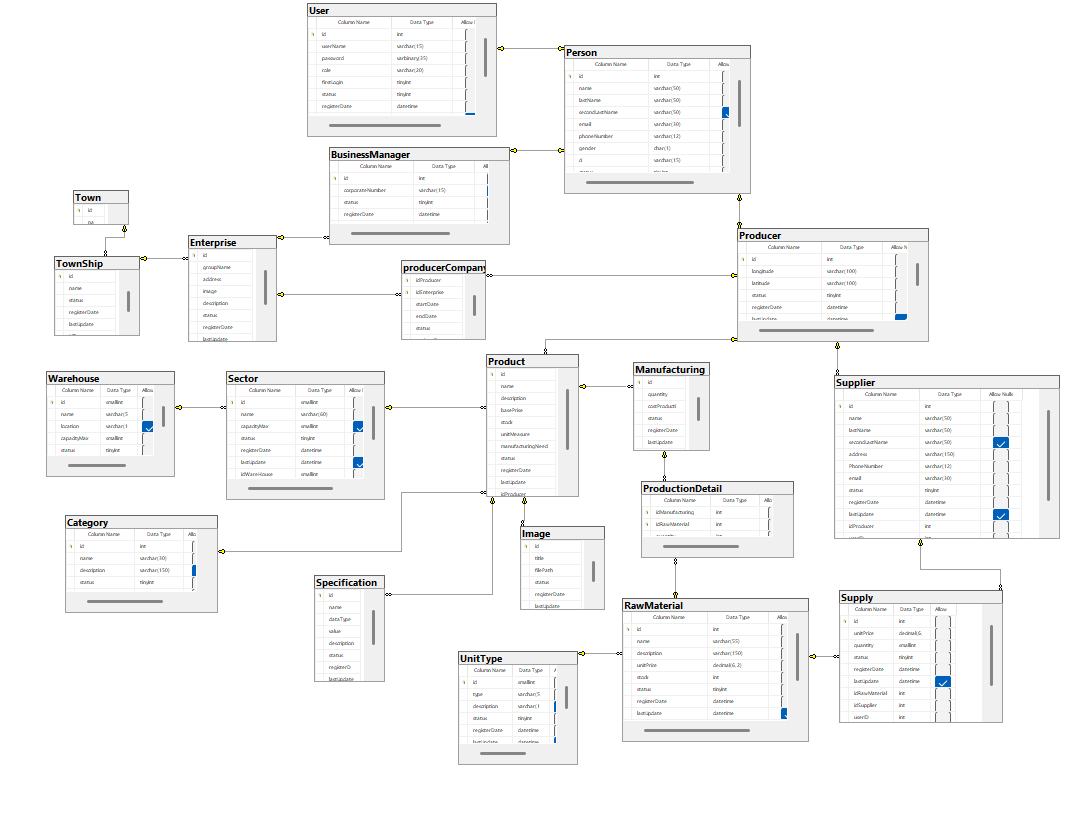 User
Column Name Data Type Allow
id int
userName varchar(15)
password varbinary(35)
role varchar(20)
firstLogin tinyint
status tinyint
registerDate datetime
Person
Column Name Data Type Allow
id int
name varchar(50)
lastName varchar(50)
secondLastName varchar(50)
email varchar(30)
phoneNumber varchar(12)
gender char(1)
ci varchar(15)
BusinessManager
Column Name Data Type All
id int
corporateNumber varchar(15)
status tinyint
registerDate datetime
Town
id
na
TownShip
id
name
status
registerDate
lastUpdate
Enterprise
id
groupName
address
image
description
status
registerDate
lastUpdate
producerCompany
idProducer
idEnterprise
startDate
endDate
status
Producer
Column Name Data Type Allow N
id int
longitude varchar(100)
latitude varchar(100)
status tinyint
registerDate datetime
lastUpdate datetime
Warehouse
Column Name Data Type Allow
id smallint
name varchar(5
location varchar(1
capacityMax smallint
status tinyint
Sector
Column Name Data Type Allow
id smallint
name varchar(60)
capacityMax smallint
status tinyint
registerDate datetime
lastUpdate datetime
idWareHouse smallint
Product
id
name
description
basePrice
stock
unitMeasure
manufacturingNeed
status
registerDate
lastUpdate
idProducer
Manufacturing
id
quantity
costProducti
status
registerDate
lastUpdate
Supplier
Column Name Data Type Allow Nulls
id int
name varchar(50)
lastName varchar(50)
secondLastName varchar(50)
address varchar(150)
PhoneNumber varchar(12)
email varchar(30)
status tinyint
registerDate datetime
lastUpdate datetime
idProducer int
ProductionDetail
Column Name Data Type Allo
idManufacturing int
idRawMaterial int
Category
Column Name Data Type Allo
id int
name varchar(30)
description varchar(150)
status tinyint
Image
id
title
filePath
status
registerDate
lastUpdate
Specification
id
name
dataType
value
description
status
registerD
lastUpdate
RawMaterial
Column Name Data Type Allo
id int
name varchar(55)
description varchar(150)
unitPrice decimal(6, 2)
stock int
status tinyint
registerDate datetime
lastUpdate datetime
Supply
Column Name Data Type Allow
id int
unitPrice decimal(6,
quantity smallint
status tinyint
registerDate datetime
lastUpdate datetime
idRawMaterial int
idSupplier int
userID int
UnitType
Column Name Data Type A
id smallint
type varchar(5
description varchar(1
status tinyint
registerDate datetime
lastUpdate datetime